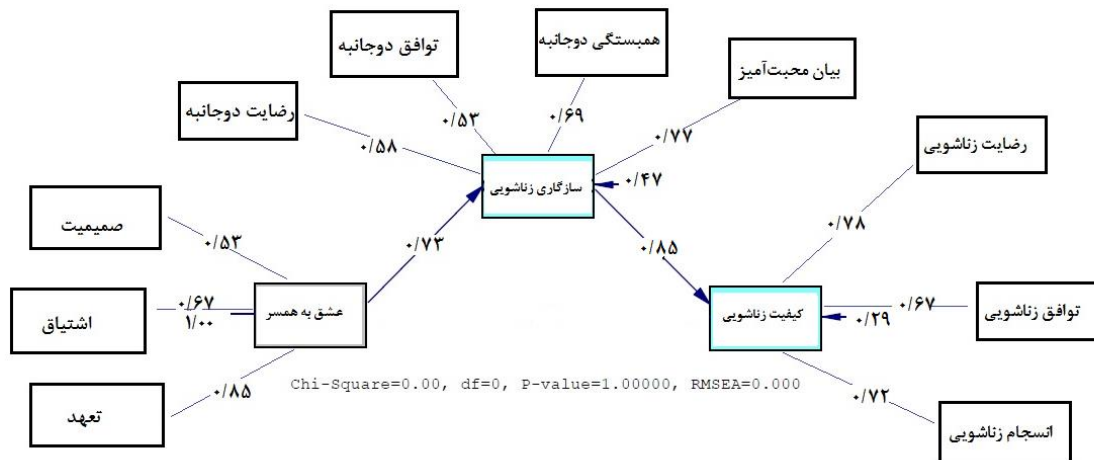 همبستگی دوجانبه
توافق دوجانبه
بیان محبت‌آمیز
رضایت دوجانبه
۰/۶۹
۰/۵۳
۰/۷۷
۰/۵۸
رضایت زناشویی
سازگاری زناشویی
۰/۴۷
صمیمیت
۰/۵۳
۰/۷۳
۰/۸۵
۰/۷۸
اشتیاق
۰/۶۷
۱/۰۰
عشق به همسر
کیفیت زناشویی
۰/۲۹
۰/۶۷
توافق زناشویی
تعهد
۰/۸۵
Chi-Square=0.00, df=0, P-value=1.00000, RMSEA=0.000
۰/۷۲
انسجام زناشویی